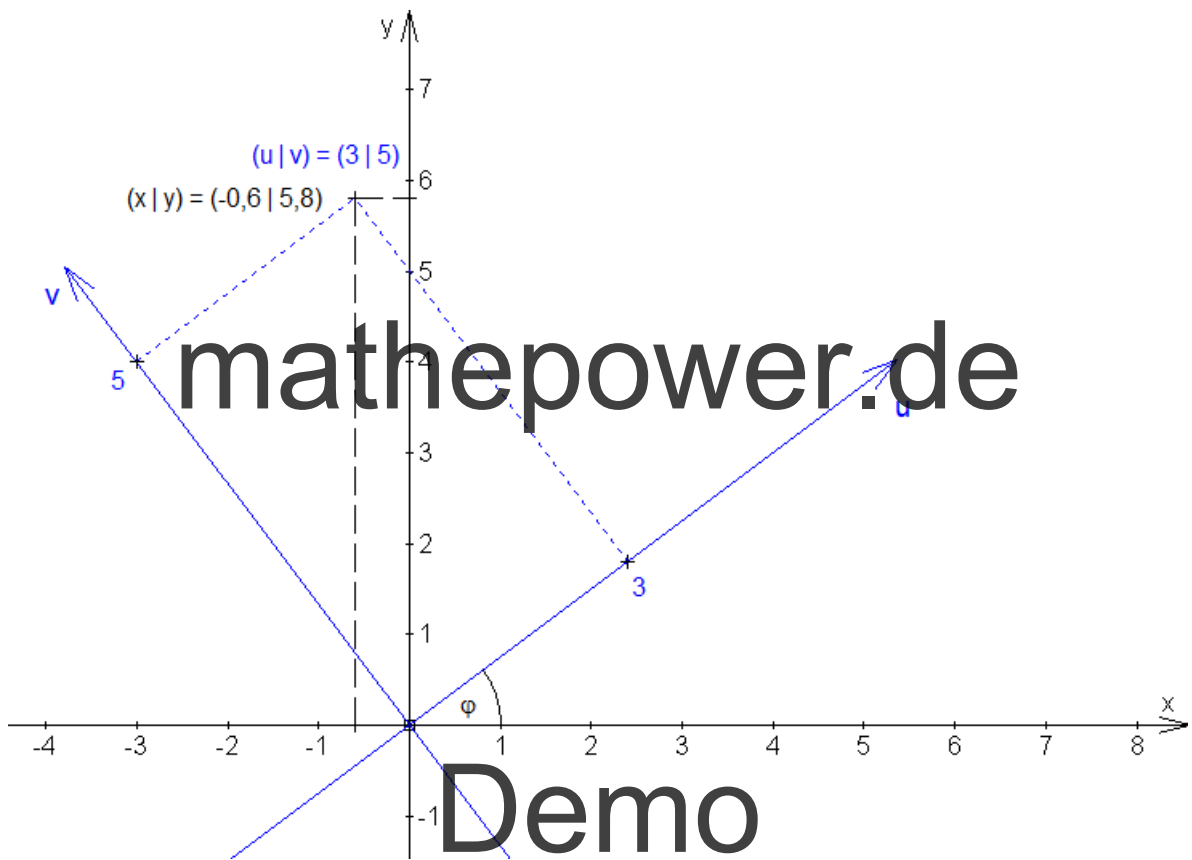 y
7
(u | v) = (3 | 5)
6
(x | y) = (-0,6 | 5,8)
5
v
mathepower.de
4
5
u
3
2
3
1
φ
x
-4 -3 -2 -1 1 2 3 4 5 6 7 8
-1
Demo